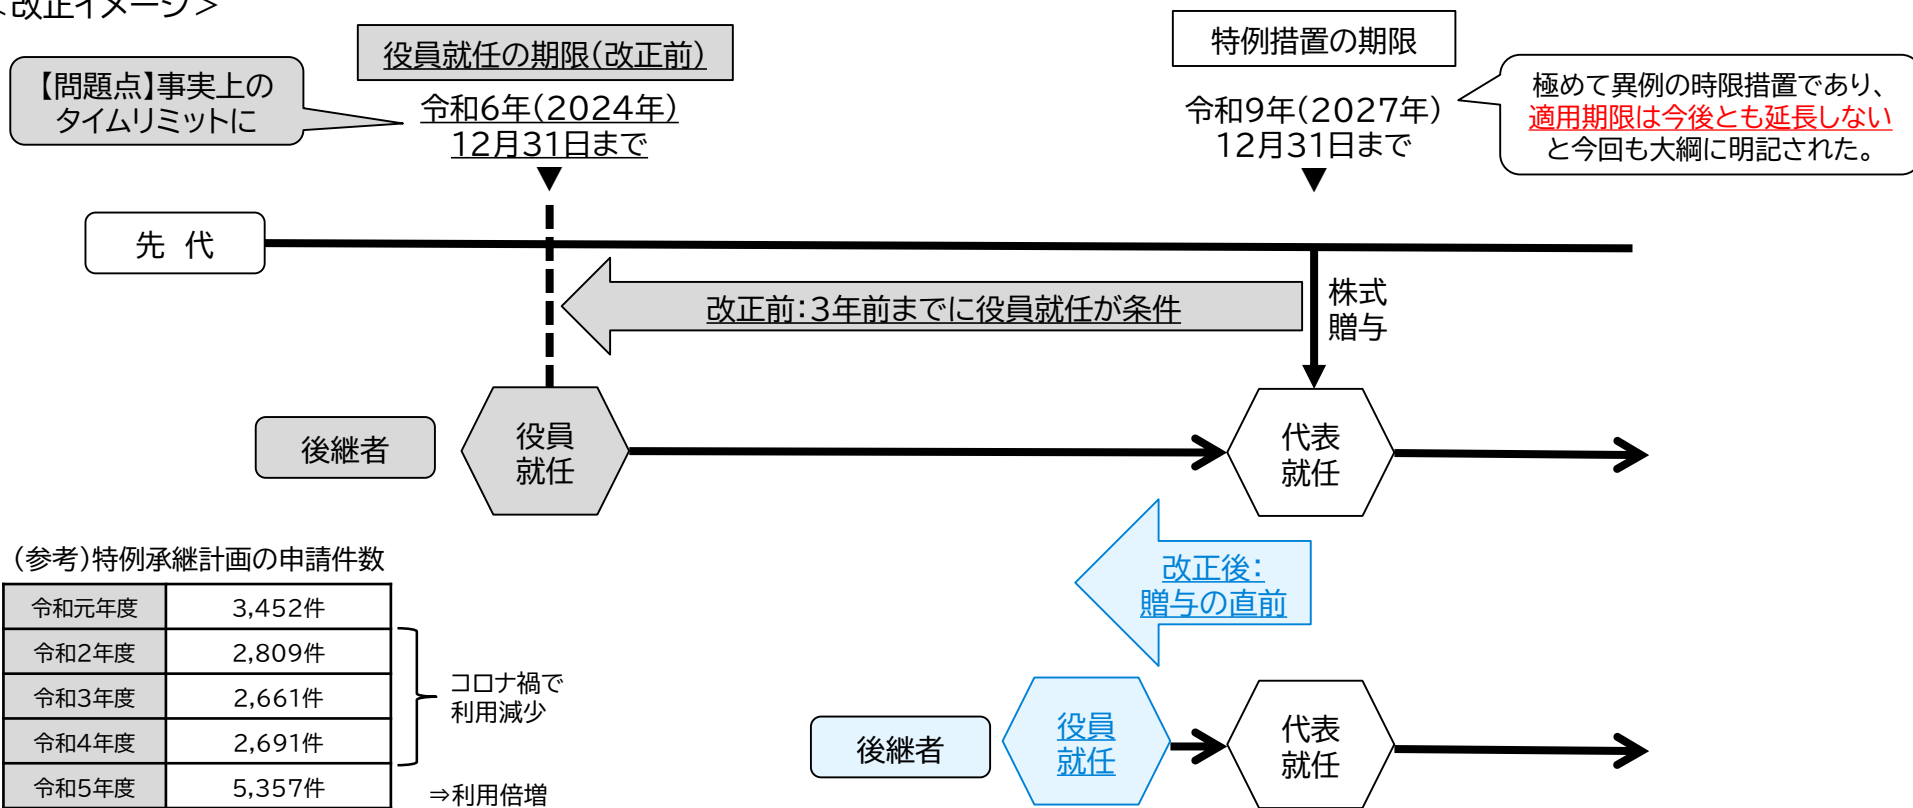 <改正イメージ>
役員就任の期限(改正前)
特例措置の期限
【問題点】事実上の
タイムリミットに
令和6年(2024年)
12月31日まで
令和9年(2027年)
12月31日まで
極めて異例の時限措置であり、
適用期限は今後とも延長しない
と今回も大綱に明記された。
先 代
改正前:3年前までに役員就任が条件
株式
贈与
後継者
役員
就任
代表
就任
改正後:
贈与の直前
(参考)特例承継計画の申請件数
令和元年度 3,452件
令和2年度 2,809件
令和3年度 2,661件
令和4年度 2,691件
令和5年度 5,357件
コロナ禍で
利用減少
⇒利用倍増
後継者
役員
就任
代表
就任